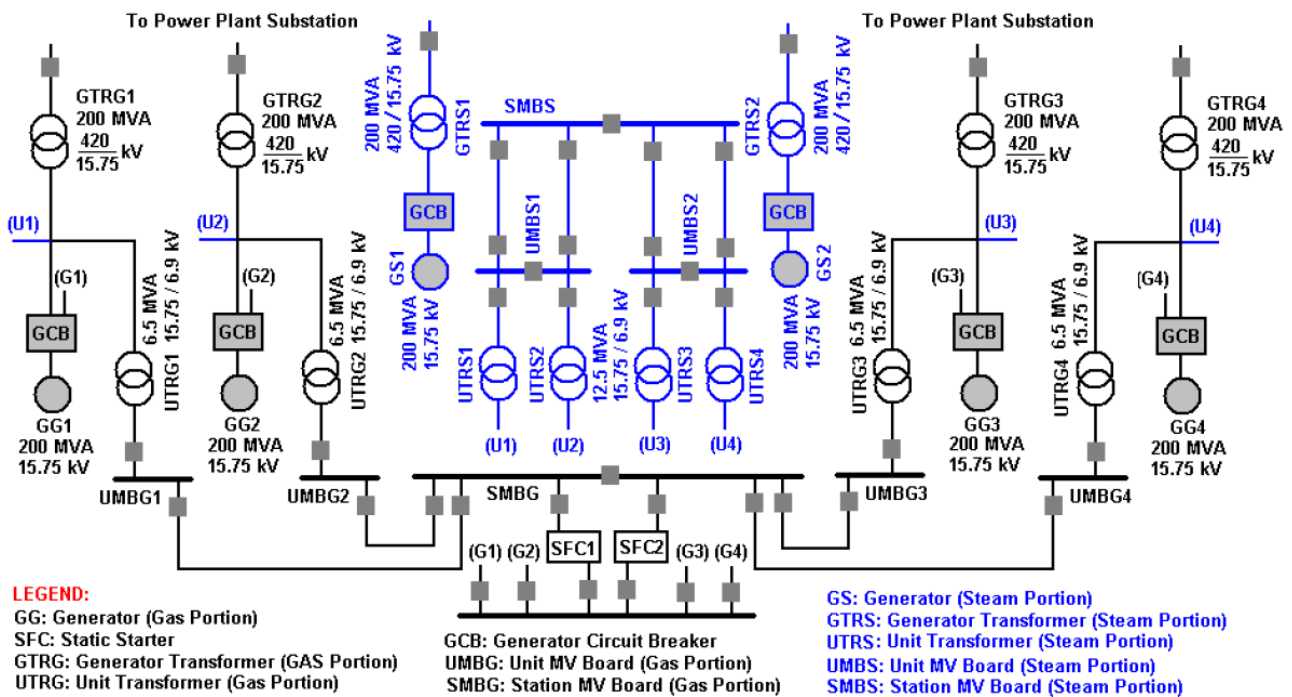 To Power Plant Substation
To Power Plant Substation
GTRG1
200 MVA
420
15.75
kV
GTRG2
200 MVA
420
15.75
kV
200 MVA
420 / 15.75 kV
GTRS1
SMBS
GTRS2
200 MVA
420 / 15.75 kV
GTRG3
200 MVA
420
15.75
kV
GTRG4
200 MVA
420
15.75
kV
(U1)
(U2)
(U3)
(U4)
GCB
GCB
UMBS1
UMBS2
GS1
200 MVA
15.75 kV
GS2
200 MVA
15.75 kV
(G1)
(G2)
(G3)
(G4)
GCB
GCB
GCB
GCB
UTRG1
6.5 MVA
15.75 / 6.9 kV
UTRG2
6.5 MVA
15.75 / 6.9 kV
UTRS1
UTRS2
12.5 MVA
15.75 / 6.9 kV
UTRS3
UTRS4
UTRG3
6.5 MVA
15.75 / 6.9 kV
UTRG4
6.5 MVA
15.75 / 6.9 kV
GG1
200 MVA
15.75 kV
GG2
200 MVA
15.75 kV
GG3
200 MVA
15.75 kV
GG4
200 MVA
15.75 kV
(U1)
(U2)
(U3)
(U4)
UMBG1
UMBG2
SMBG
UMBG3
UMBG4
(G1)
(G2)
SFC1
SFC2
(G3)
(G4)
LEGEND:
GG: Generator (Gas Portion)
SFC: Static Starter
GTRG: Generator Transformer (GAS Portion)
UTRG: Unit Transformer (Gas Portion)
GCB: Generator Circuit Breaker
UMBG: Unit MV Board (Gas Portion)
SMBG: Station MV Board (Gas Portion)
GS: Generator (Steam Portion)
GTRS: Generator Transformer (Steam Portion)
UTRS: Unit Transformer (Steam Portion)
UMBS: Unit MV Board (Steam Portion)
SMBS: Station MV Board (Steam Portion)